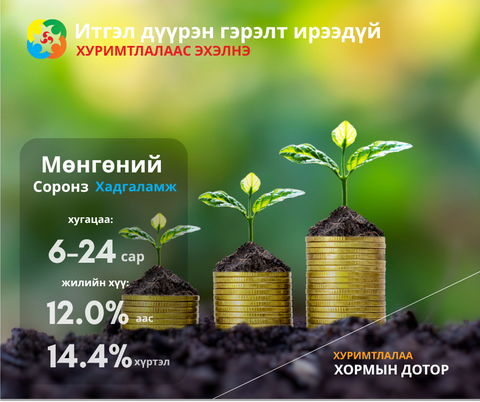 Итгэл дүүрэн гэрэлт ирээдүй
ХУРИМТЛАЛААС ЭХЭЛНЭ
Мөнгөний
Соронз Хадгаламж
хугацаа:
6-24 сар
жилийн хүү:
12.0% аас
14.4% хүртэл
ХУРИМТЛАЛАА
ХОРМЫН ДОТОР